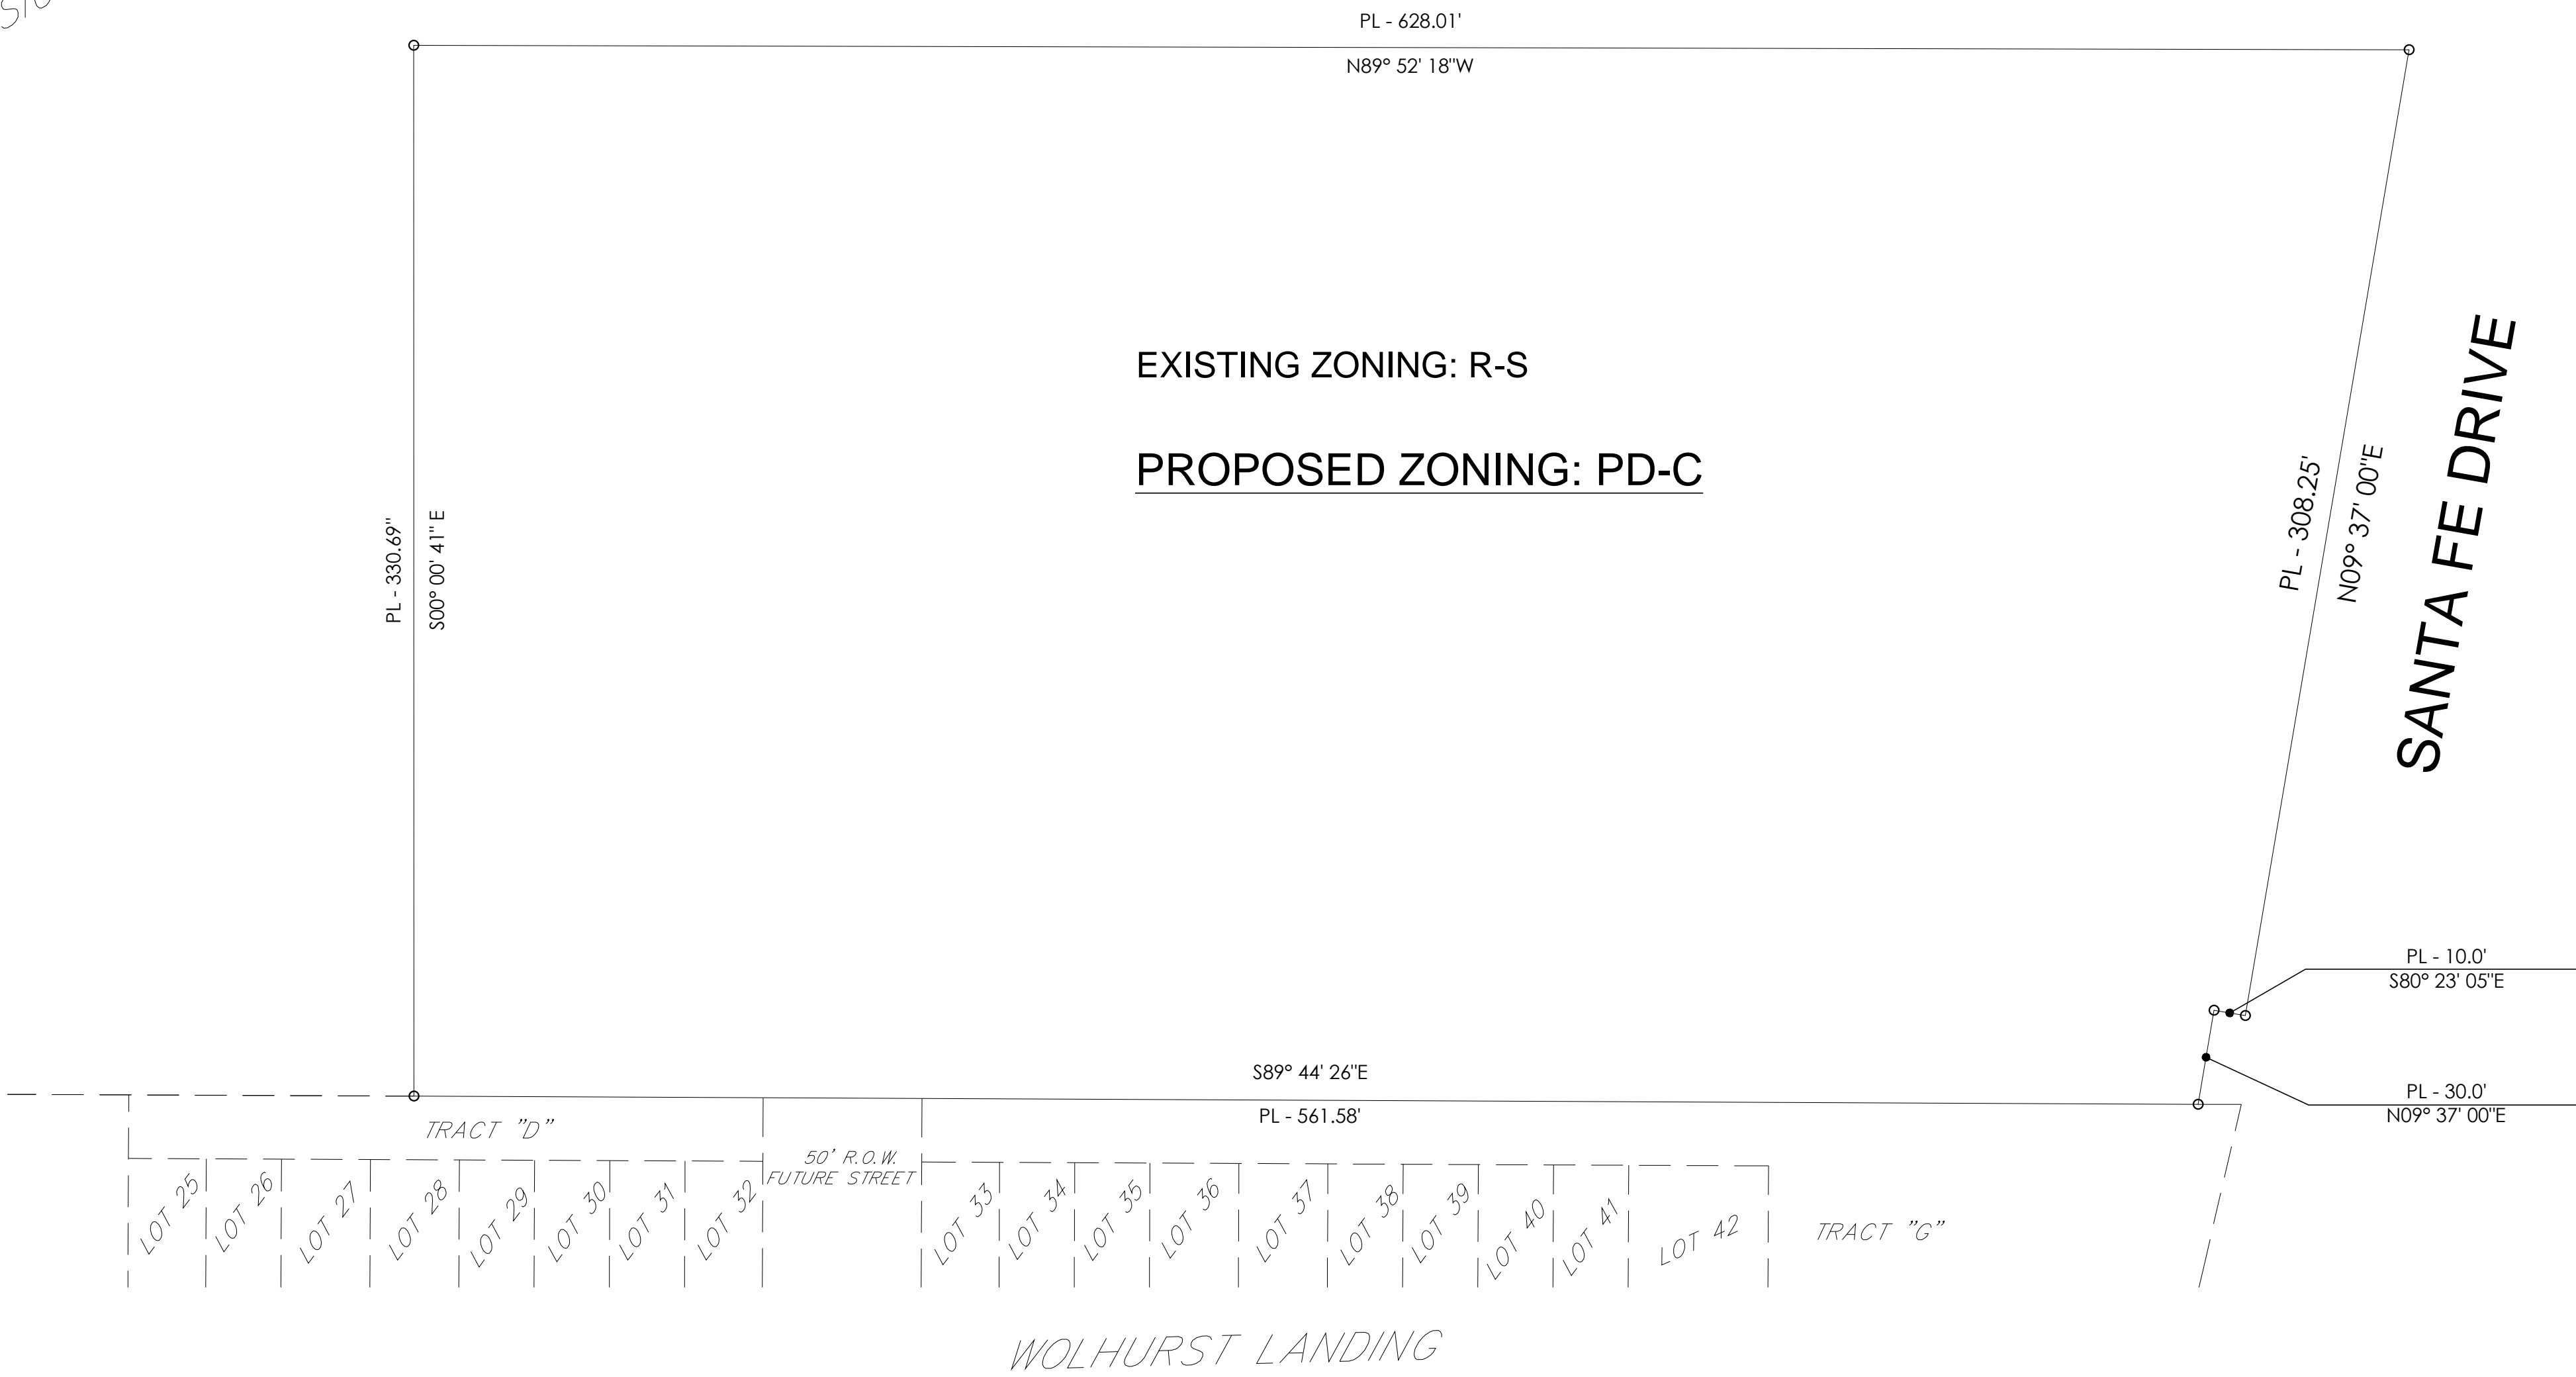 PL - 628.01'
N89° 52' 18"W
EXISTING ZONING: R-S
PROPOSED ZONING: PD-C
PL - 330.69"
S00° 00' 41" E
PL - 308.25'
N09° 37' 00"E
SANTA FE DRIVE
PL - 10.0'
S80° 23' 05"E
PL - 30.0'
N09° 37' 00"E
S89° 44' 26"E
PL - 561.58'
TRACT "D"
50' R.O.W.
FUTURE STREET
LOT 25
LOT 26
LOT 27
LOT 28
LOT 29
LOT 30
LOT 31
LOT 32
LOT 33
LOT 34
LOT 35
LOT 36
LOT 37
LOT 38
LOT 39
LOT 40
LOT 41
LOT 42
TRACT "G"
WOLHURST LANDING